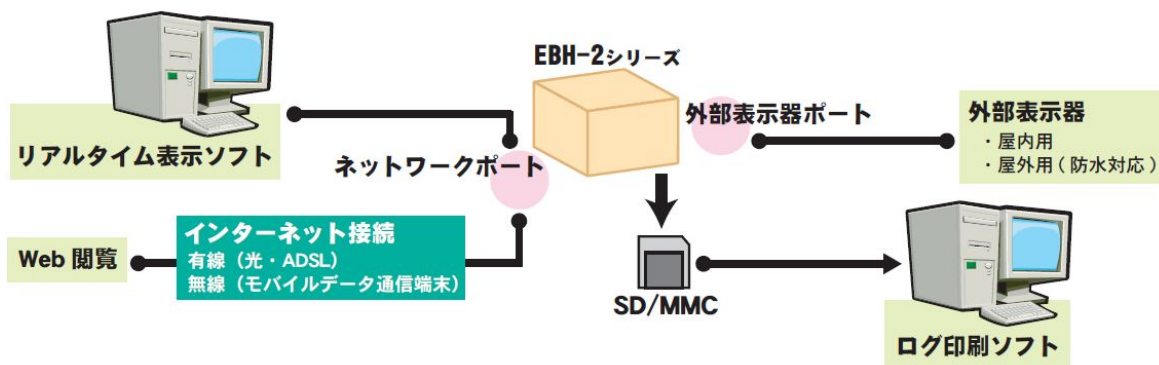 EBH-2シリーズ
外部表示器ポート
外部表示器
・屋内用
・屋外用(防水対応)
リアルタイム表示ソフト
ネットワークポート
インターネット接続
有線(光・ADSL)
無線(モバイルデータ通信端末)
Web 閲覧
SD/MMC
ログ印刷ソフト